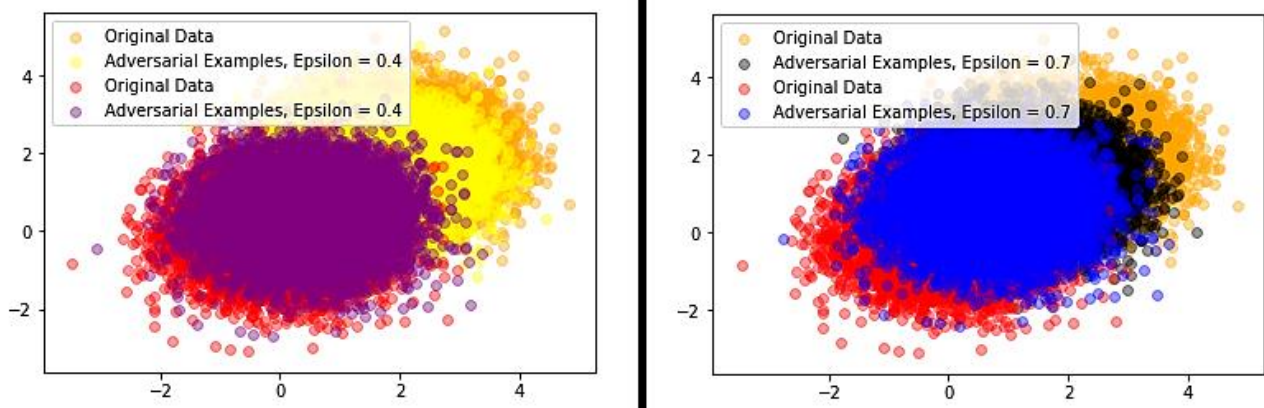 Original Data
Adversarial Examples, Epsilon = 0.4
Original Data
Adversarial Examples, Epsilon = 0.4
4
2
0
−2
−2 0 2 4
Original Data
Adversarial Examples, Epsilon = 0.7
Original Data
Adversarial Examples, Epsilon = 0.7
4
2
0
−2
−2 0 2 4